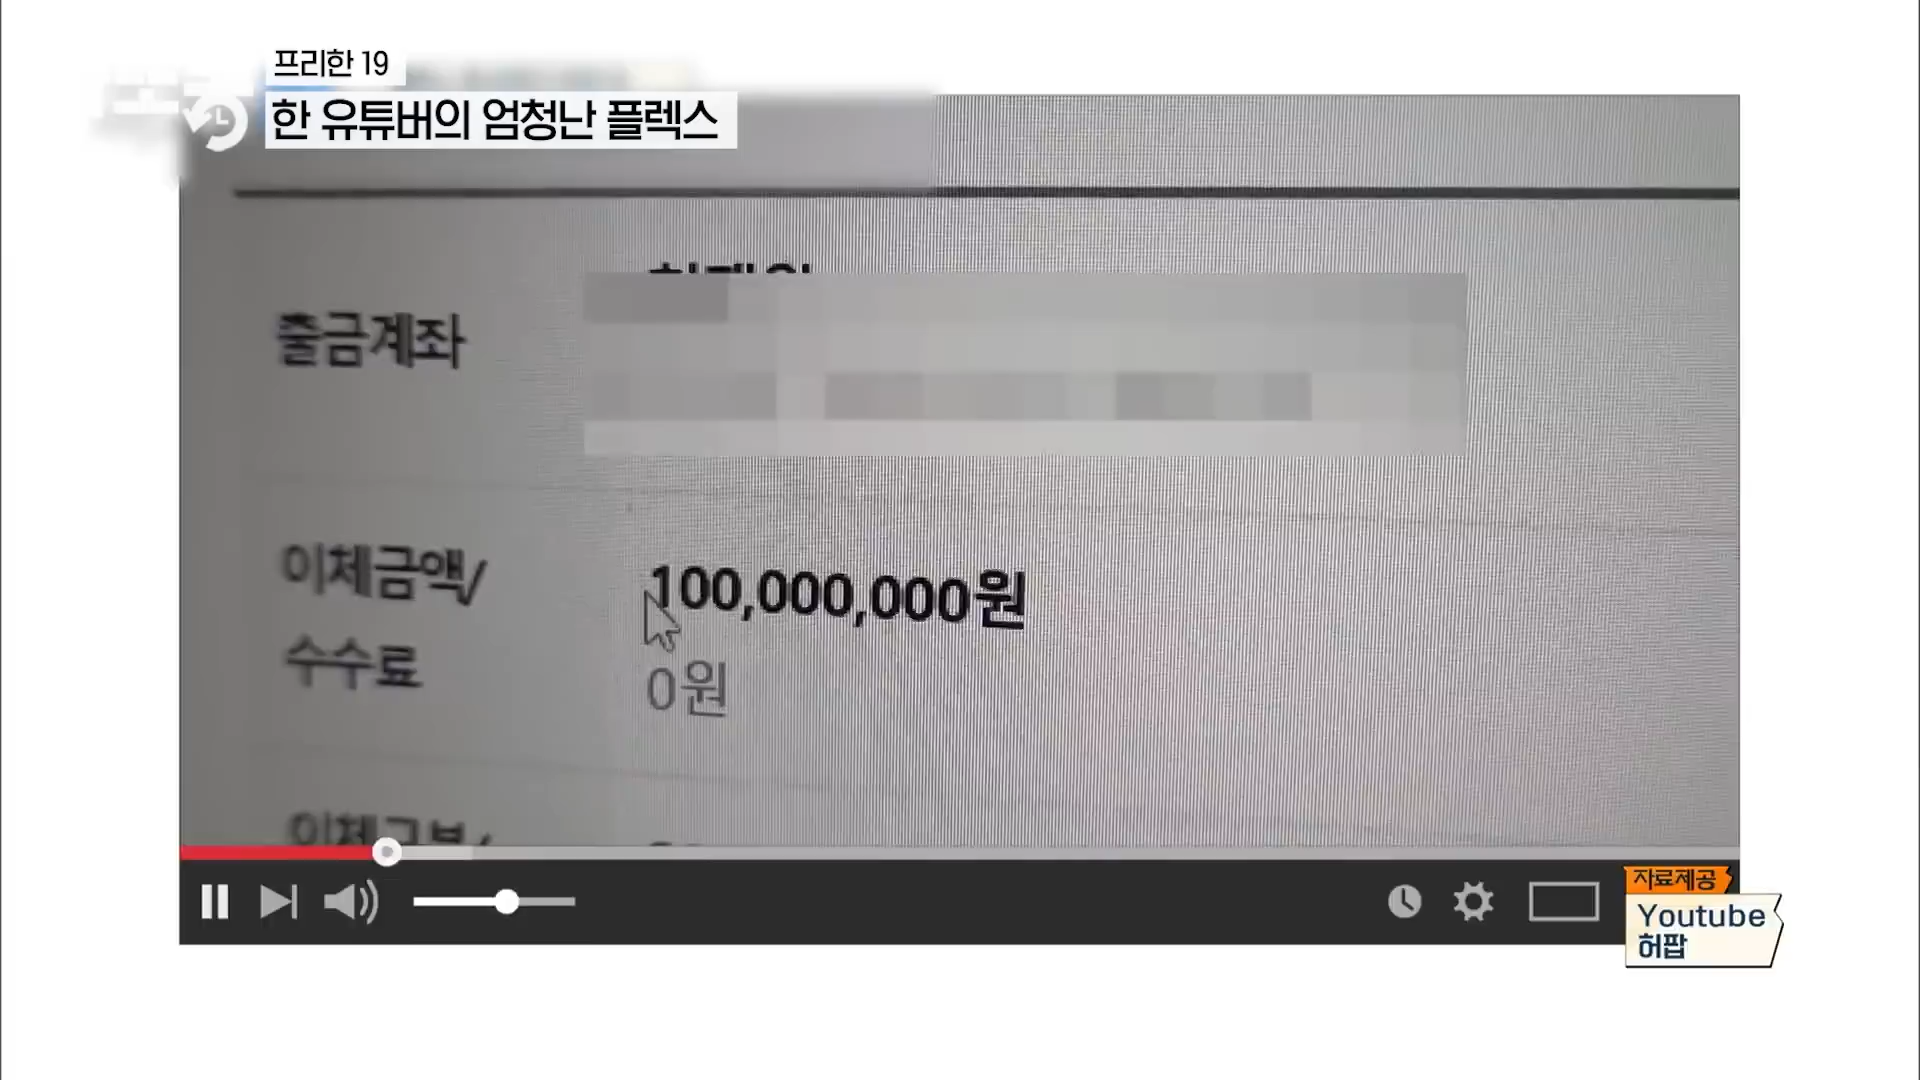 프리한 19
한 유튜버의 엄청난 플렉스
출금계좌
이체금액/
수수료
100,000,000원
0원
자료제공
Youtube
허팝